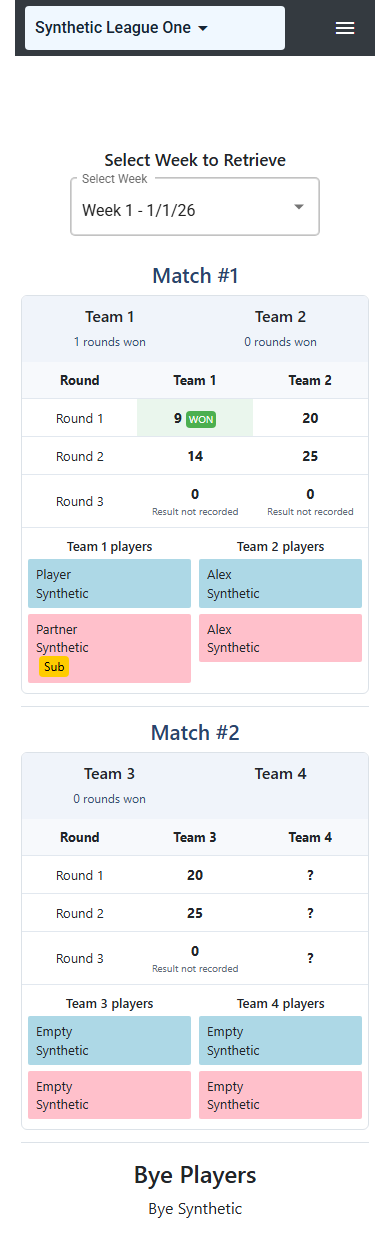 Synthetic League One
Select Week to Retrieve
Select Week
Week 1 - 1/1/26
Match #1
Team 1 Team 2
1 rounds won 0 rounds won
Round Team 1 Team 2
Round 1 9 WON 20
Round 2 14 25
Round 3 0 0
Result not recorded Result not recorded
Team 1 players Team 2 players
Player Alex
Synthetic Synthetic
Partner Alex
Synthetic Synthetic
Sub
Match #2
Team 3 Team 4
0 rounds won
Round Team 3 Team 4
Round 1 20 ?
Round 2 25 ?
Round 3 0 ?
Result not recorded
Team 3 players Team 4 players
Empty Empty
Synthetic Synthetic
Empty Empty
Synthetic Synthetic
Bye Players
Bye Synthetic